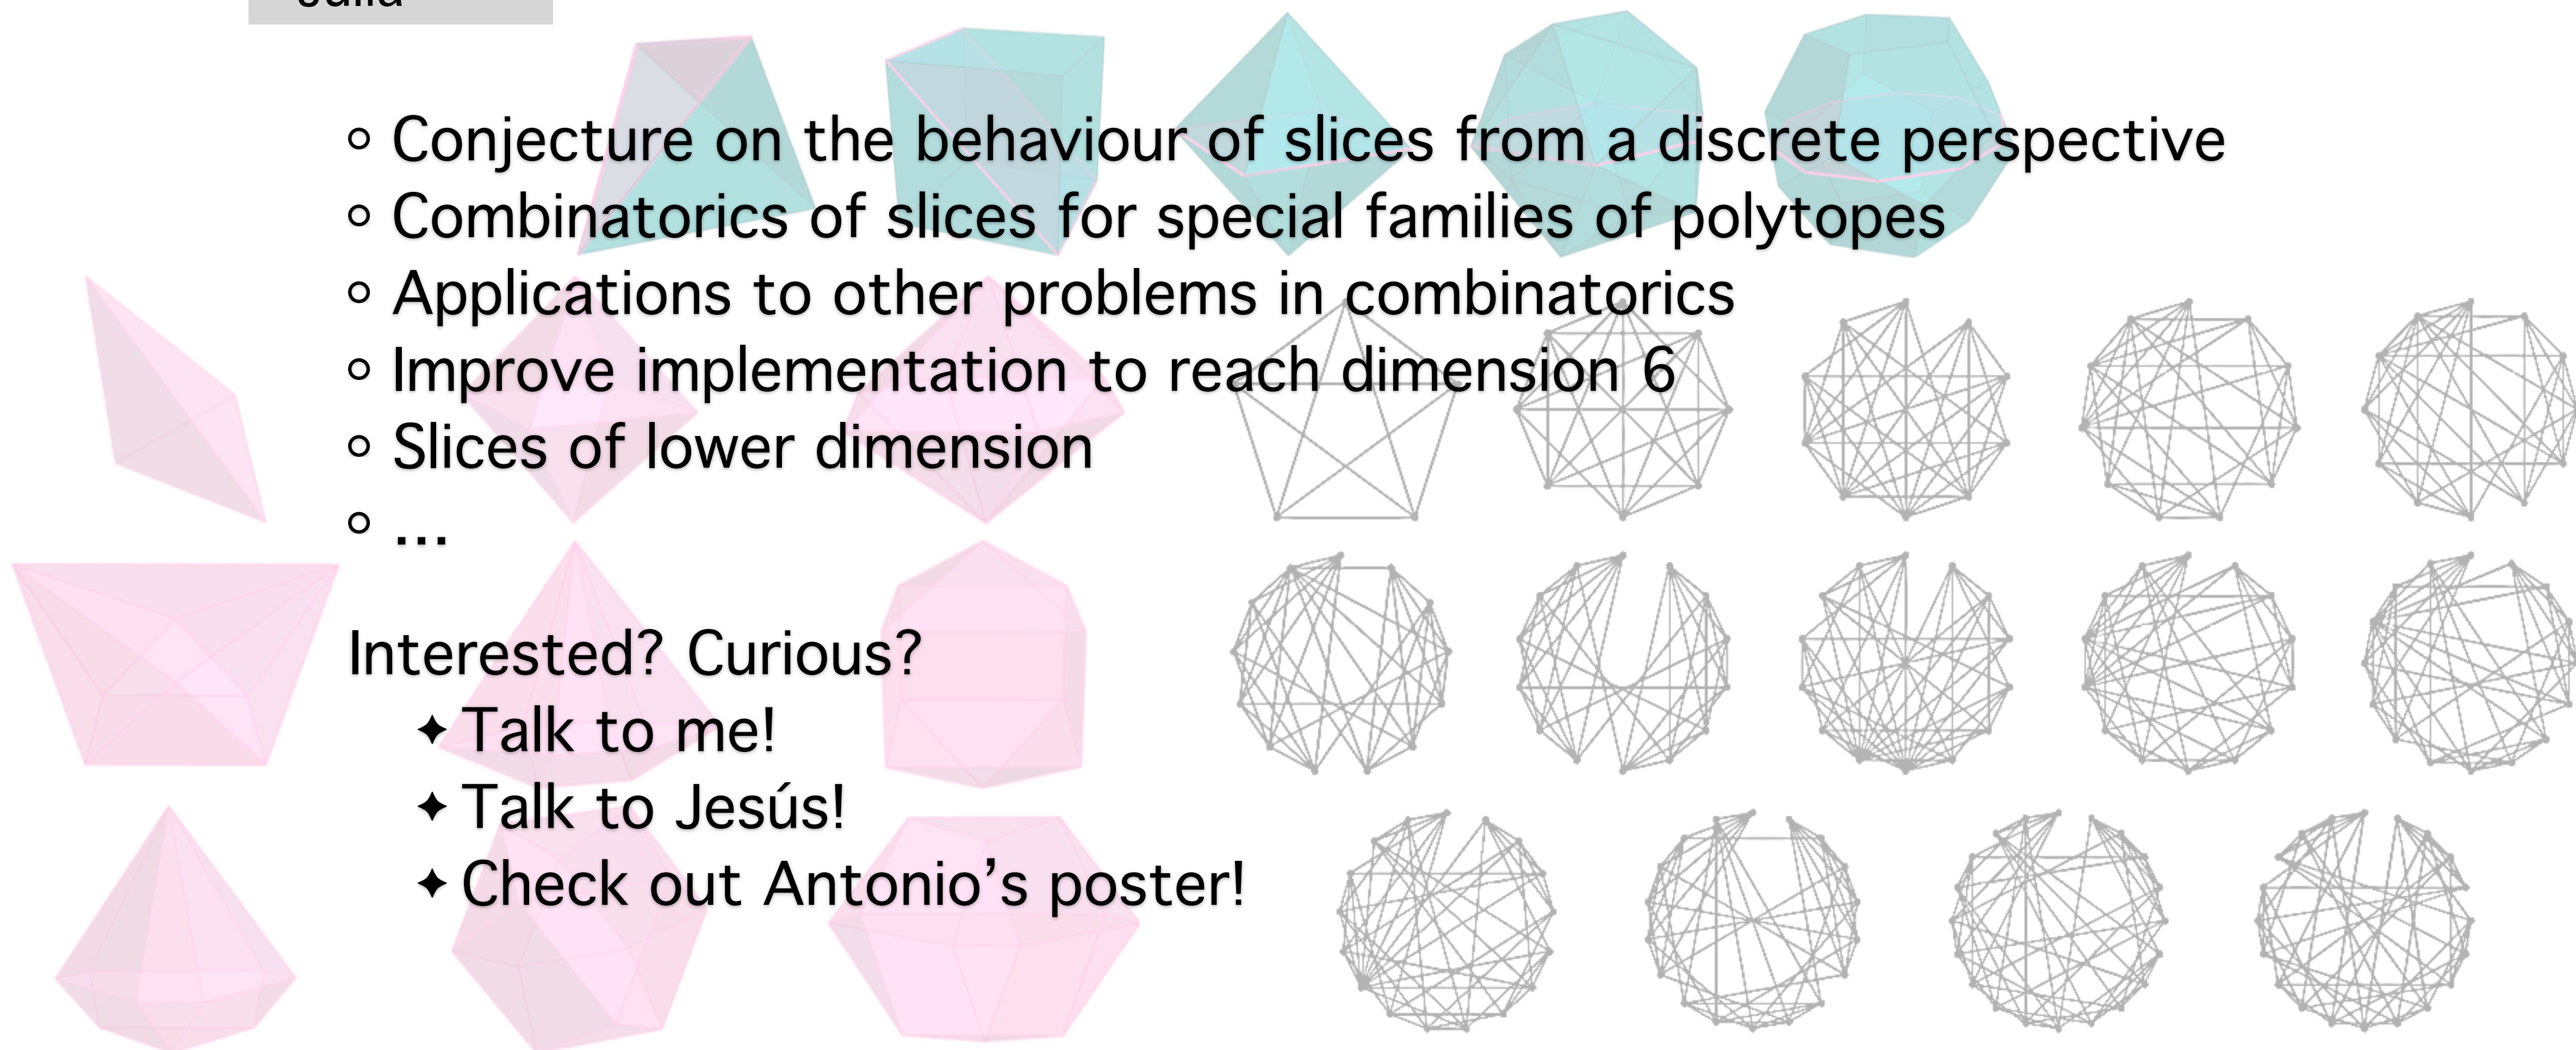 ◦ Conjecture on the behaviour of slices from a discrete perspective
◦ Combinatorics of slices for special families of polytopes
◦ Applications to other problems in combinatorics
◦ Improve implementation to reach dimension 6
◦ Slices of lower dimension
◦ ...
Interested? Curious?
✦ Talk to me!
✦ Talk to Jesús!
✦ Check out Antonio’s poster!